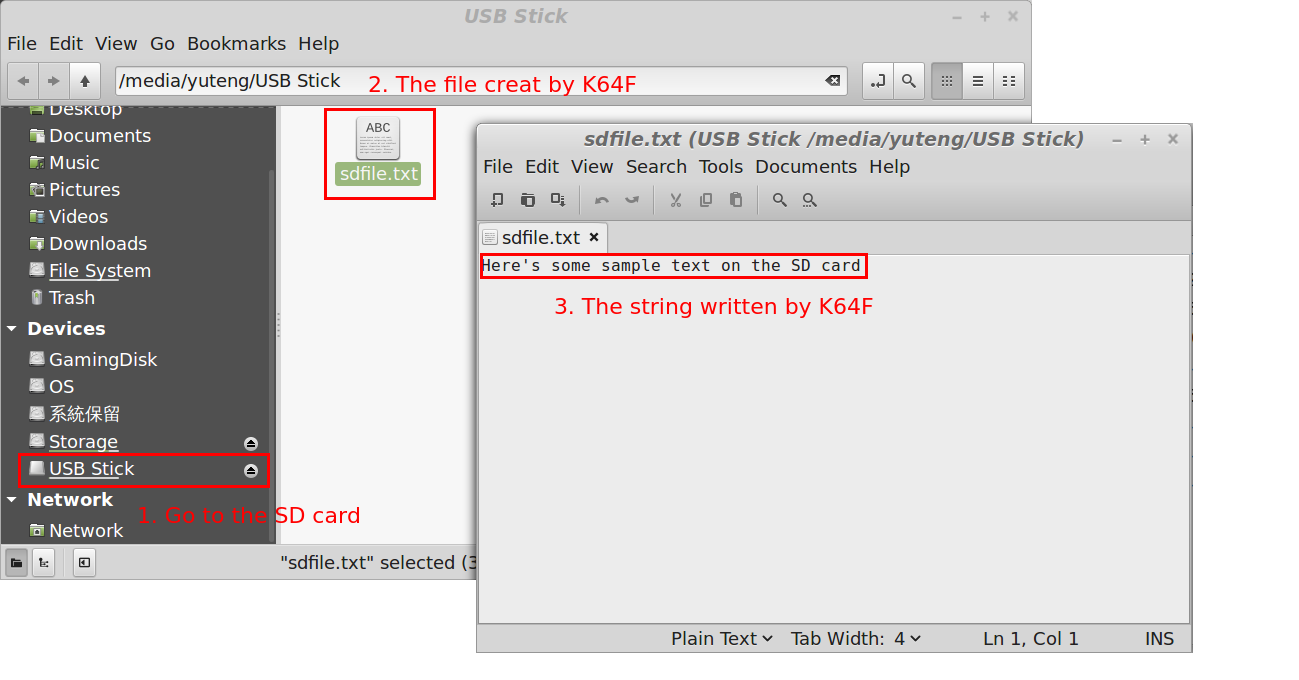 USB Stick
File Edit View Go Bookmarks Help
/media/yuteng/USB Stick
2. The file creat by K64F
Desktop
Documents
Music
Pictures
Videos
Downloads
File System
Trash
Devices
GamingDisk
OS
系統保留
Storage
USB Stick
Network
1. Go to the SD card
Network
ABC
sdfile.txt
"sdfile.txt" selected (3
sdfile.txt (USB Stick /media/yuteng/USB Stick)
File Edit View Search Tools Documents Help
sdfile.txt
Here's some sample text on the SD card
3. The string written by K64F
Plain Text Tab Width: 4 Ln 1, Col 1 INS